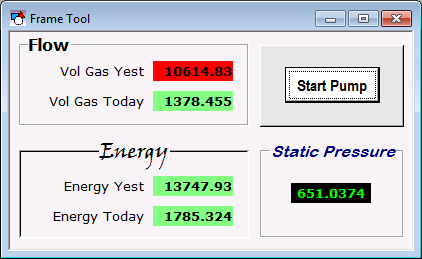 Frame Tool
Flow
Vol Gas Yest 10614.83
Vol Gas Today 1378.455
Start Pump
Energy
Energy Yest 13747.93
Energy Today 1785.324
Static Pressure
651.0374